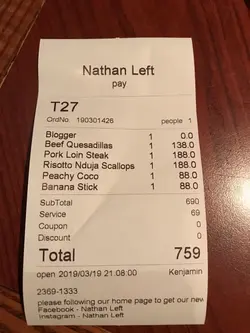 Nathan Left
pay
T27
OrdNo 190301426 people 1
Blogger 1 0.0
Beef Quesadillas 1 138.0
Pork Loin Steak 1 188.0
Risotto Nduja Scallops 1 188.0
Peachy Coco 1 88.0
Banana Stick 1 88.0
SubTotal 690
Service 69
Coupon 0
Discount 0
Total 759
open 2019/03/19 21:08:00 Kenjamin
2369-1333
please following our home page to get our new
Facebook - Nathan Left
Instagram - Nathan Left